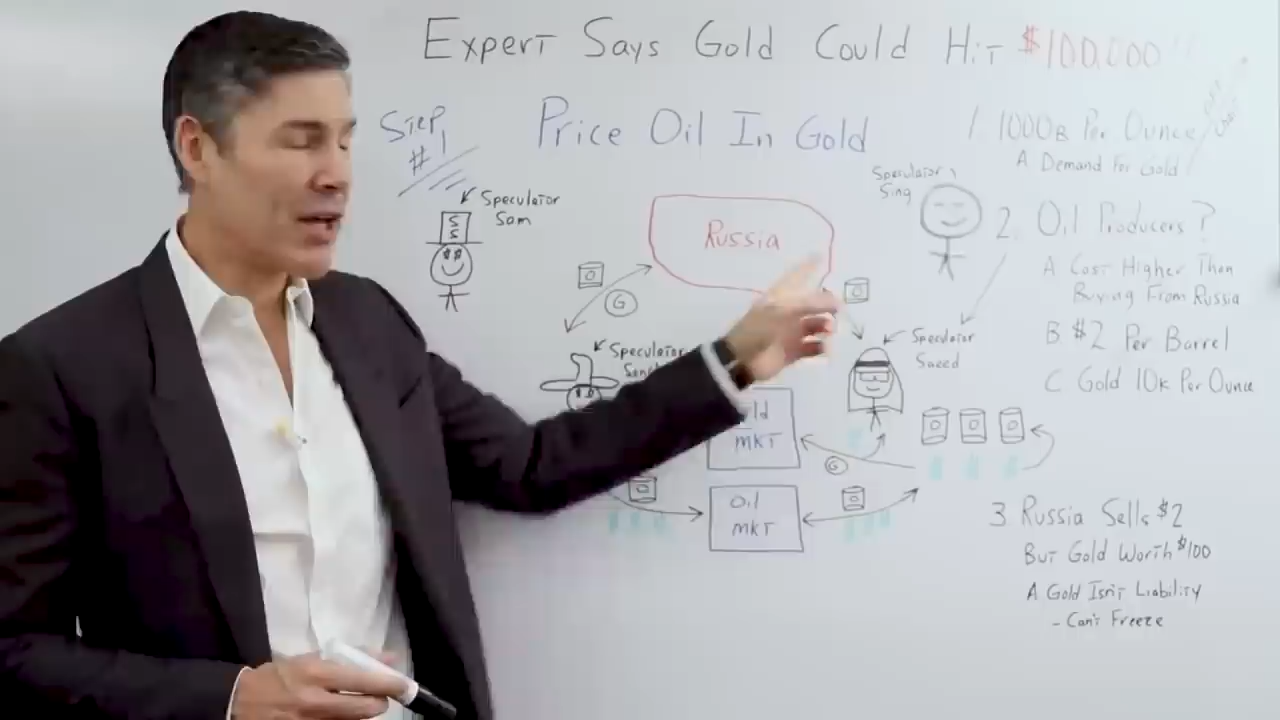 Expert Says Gold Could Hit $100,000
Step
#1
Price Oil In Gold
Speculator
Sam
Russia
G
Speculator
Speculator
Sing
Speculator
Saeed
MKT
G
Oil
MKT
1. 1000B Per Ounce
A Demand For Gold
2. Oil Producers?
A Cost Higher Than
Buying From Russia
B $2 Per Barrel
C Gold 10k Per Ounce
3 Russia Sells $2
But Gold Worth $100
A Gold Isn't Liability
- Can't Freeze